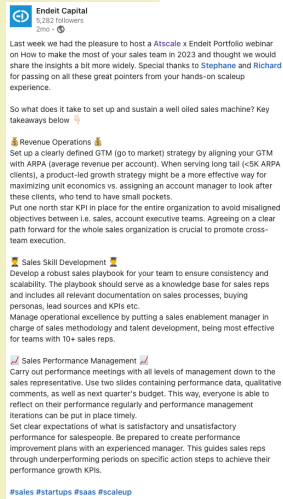 Endeit Capital
5,282 followers
2mo •
Last week we had the pleasure to host a Atscale x Endeit Portfolio webinar
on How to make the most of your sales team in 2023 and thought we would
share the insights a bit more widely. Special thanks to Stephane and Richard
for passing on all these great pointers from your hands-on scaleup
experience.
So what does it take to set up and sustain a well oiled sales machine? Key
takeaways below 👇🏻
💰Revenue Operations 💰
Set up a clearly defined GTM (go to market) strategy by aligning your GTM
with ARPA (average revenue per account). When serving long tail (<5K ARPA
clients), a product-led growth strategy might be a more effective way for
maximizing unit economics vs. assigning an account manager to look after
these clients, who tend to have small pockets.
Put one north star KPI in place for the entire organization to avoid misaligned
objectives between i.e. sales, account executive teams. Agreeing on a clear
path forward for the whole sales organization is crucial to promote cross-
team execution.
Sales Skill Development
Develop a robust sales playbook for your team to ensure consistency and
scalability. The playbook should serve as a knowledge base for sales reps
and includes all relevant documentation on sales processes, buying
personas, lead sources and KPIs etc.
Manage operational excellence by putting a sales enablement manager in
charge of sales methodology and talent development, being most effective
for teams with 10+ sales reps.
📈 Sales Performance Management 📈
Carry out performance meetings with all levels of management down to the
sales representative. Use two slides containing performance data, qualitative
comments, as well as next quarter's budget. This way, everyone is able to
reflect on their performance regularly and performance management
iterations can be put in place timely.
Set clear expectations of what is satisfactory and unsatisfactory
performance for salespeople. Be prepared to create performance
improvement plans with an experienced manager. This guides sales reps
through underperforming periods on specific action steps to achieve their
performance growth KPIs.
#sales #startups #saas #scaleup